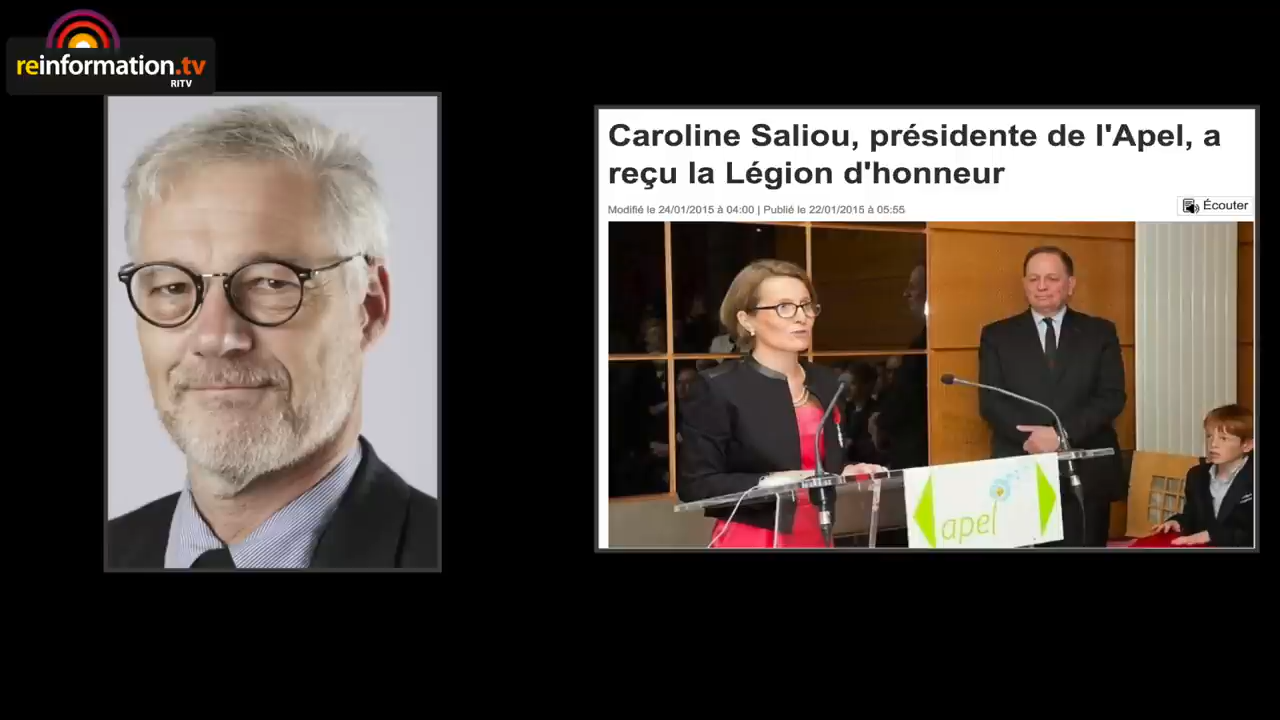 reinformation.tv
RITV
Caroline Saliou, présidente de l'Apel, a
reçu la Légion d'honneur
Modifié le 24/01/2015 à 04:00 | Publié le 22/01/2015 à 05:55
Écouter
apel